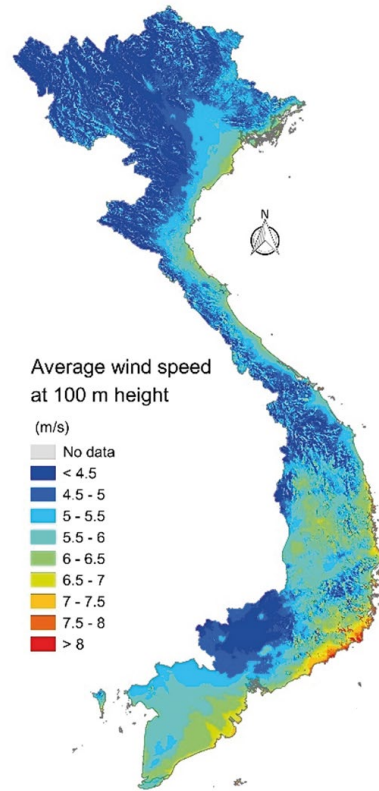 N
Average wind speed
at 100 m height
(m/s)
No data
< 4.5
4.5 - 5
5 - 5.5
5.5 - 6
6 - 6.5
6.5 - 7
7 - 7.5
7.5 - 8
> 8